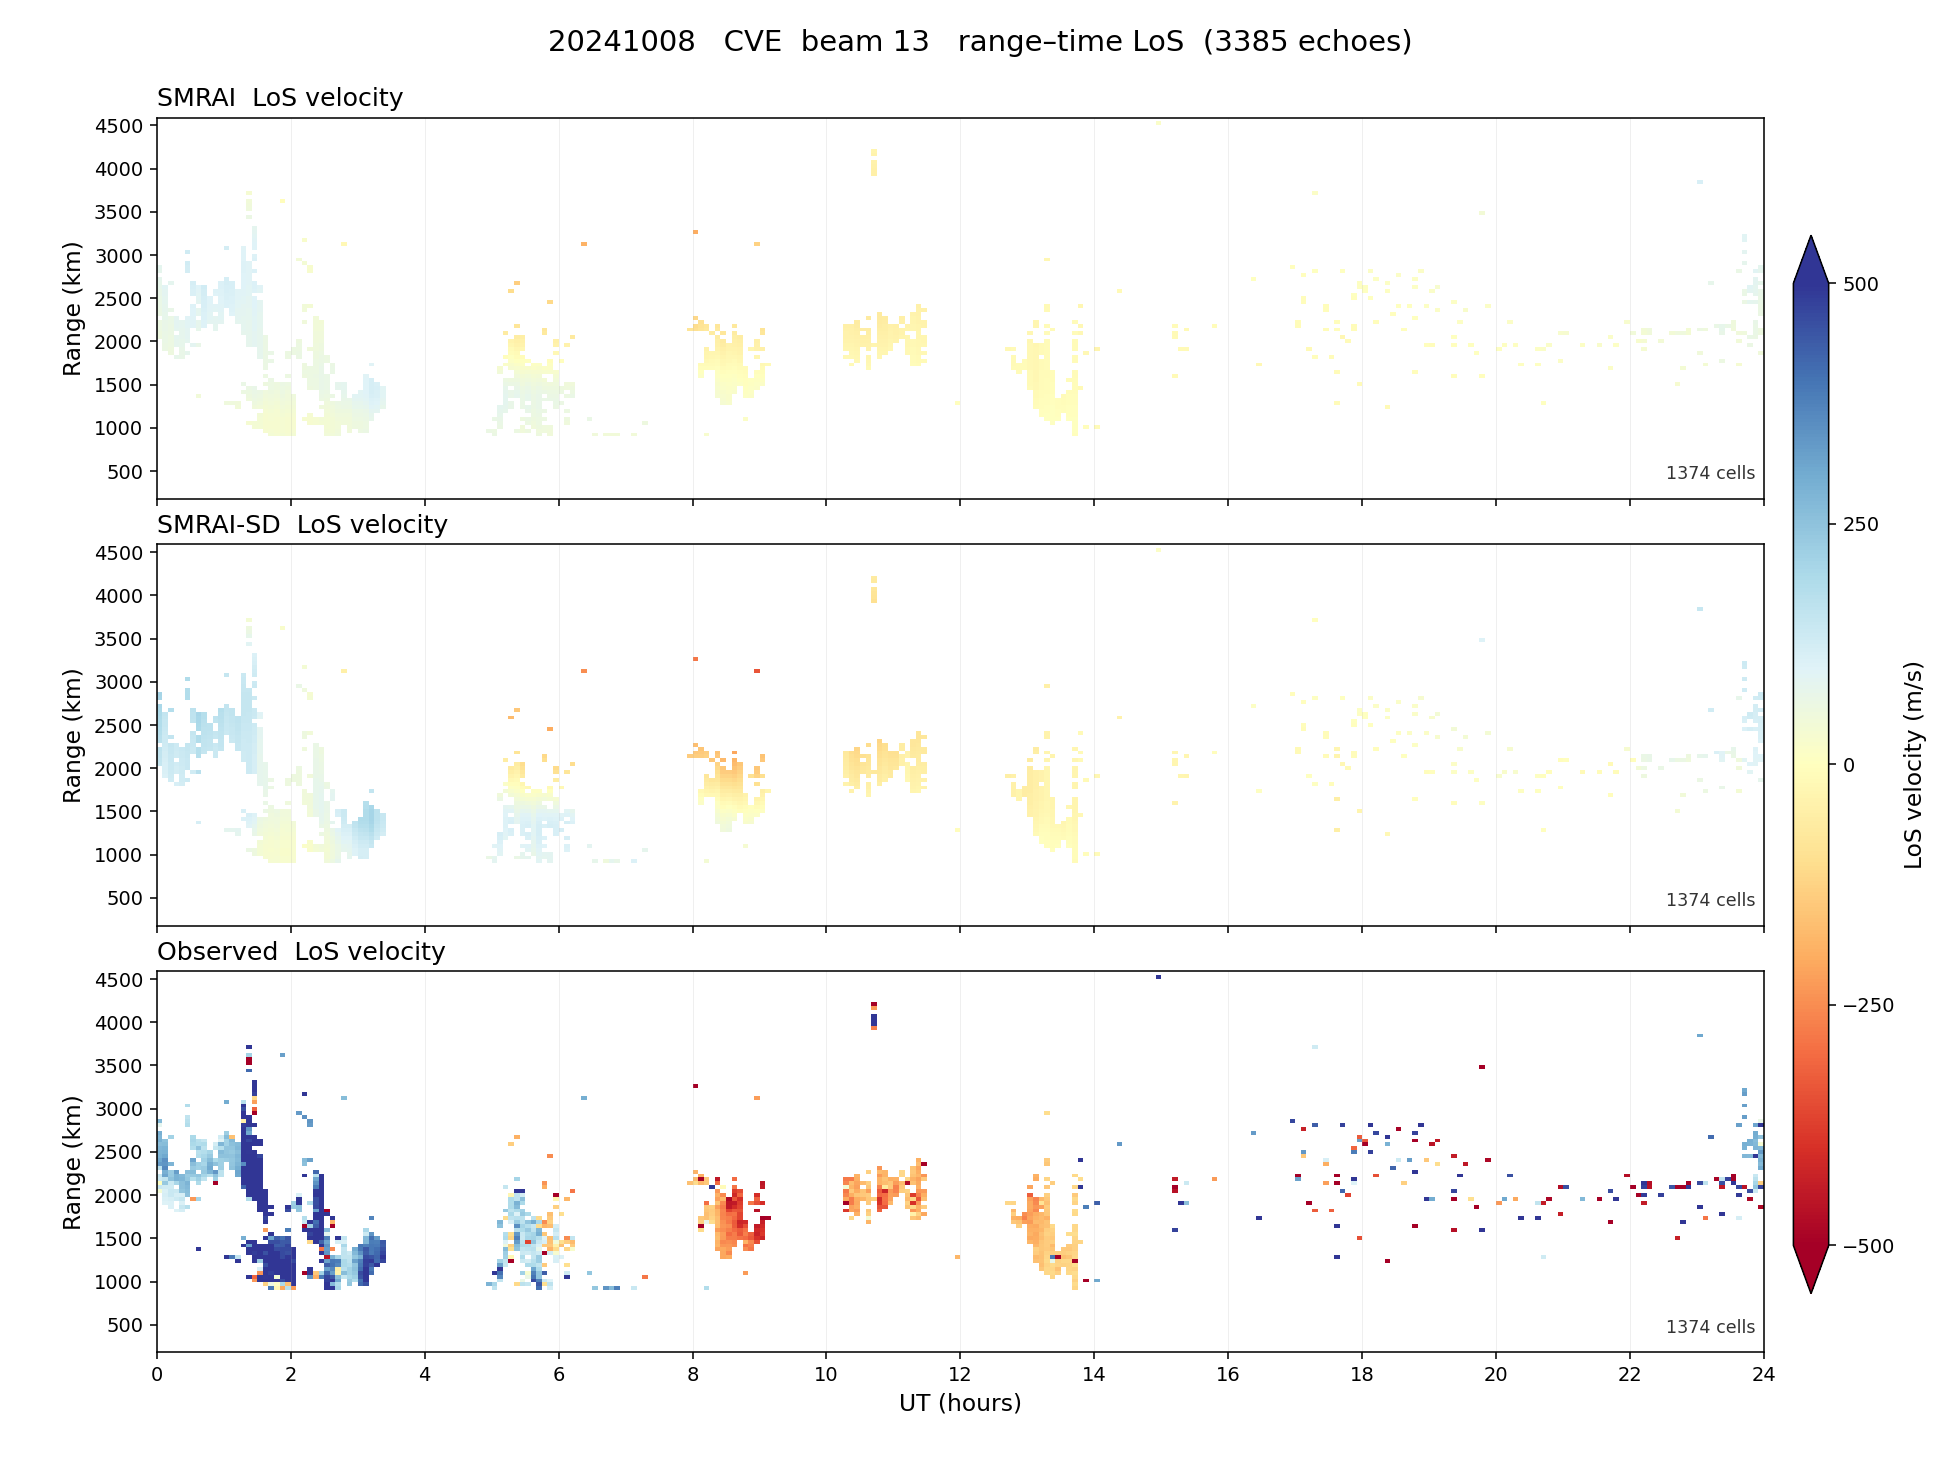 20241008   CVE  beam 13   range–time LoS  (3385 echoes)
SMRAI  LoS velocity
4500
4000
3500
3000
2500
2000
1500
1000
500
Range (km)
1374 cells
SMRAI-SD  LoS velocity
4500
4000
3500
3000
2500
2000
1500
1000
500
Range (km)
1374 cells
Observed  LoS velocity
4500
4000
3500
3000
2500
2000
1500
1000
500
Range (km)
1374 cells
0 2 4 6 8 10 12 14 16 18 20 22 24
UT (hours)
500
250
0
−250
−500
LoS velocity (m/s)